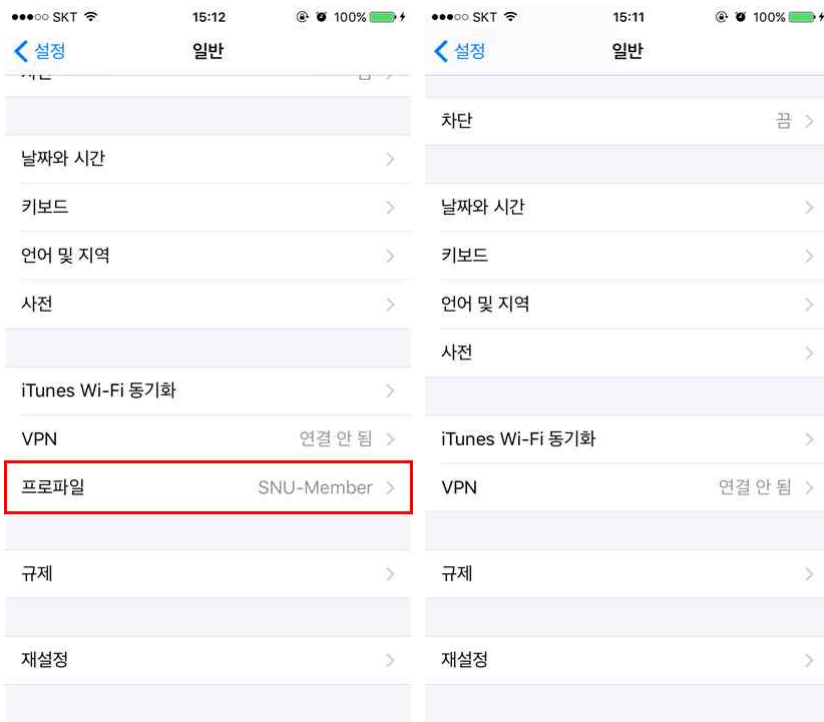 SKT 15:12 100%
설정 일반
날짜와 시간
키보드
언어 및 지역
사전
iTunes Wi-Fi 동기화
VPN 연결 안 됨
프로파일 SNU-Member
규제
재설정
SKT 15:11 100%
설정 일반
차단 끔
날짜와 시간
키보드
언어 및 지역
사전
iTunes Wi-Fi 동기화
VPN 연결 안 됨
규제
재설정